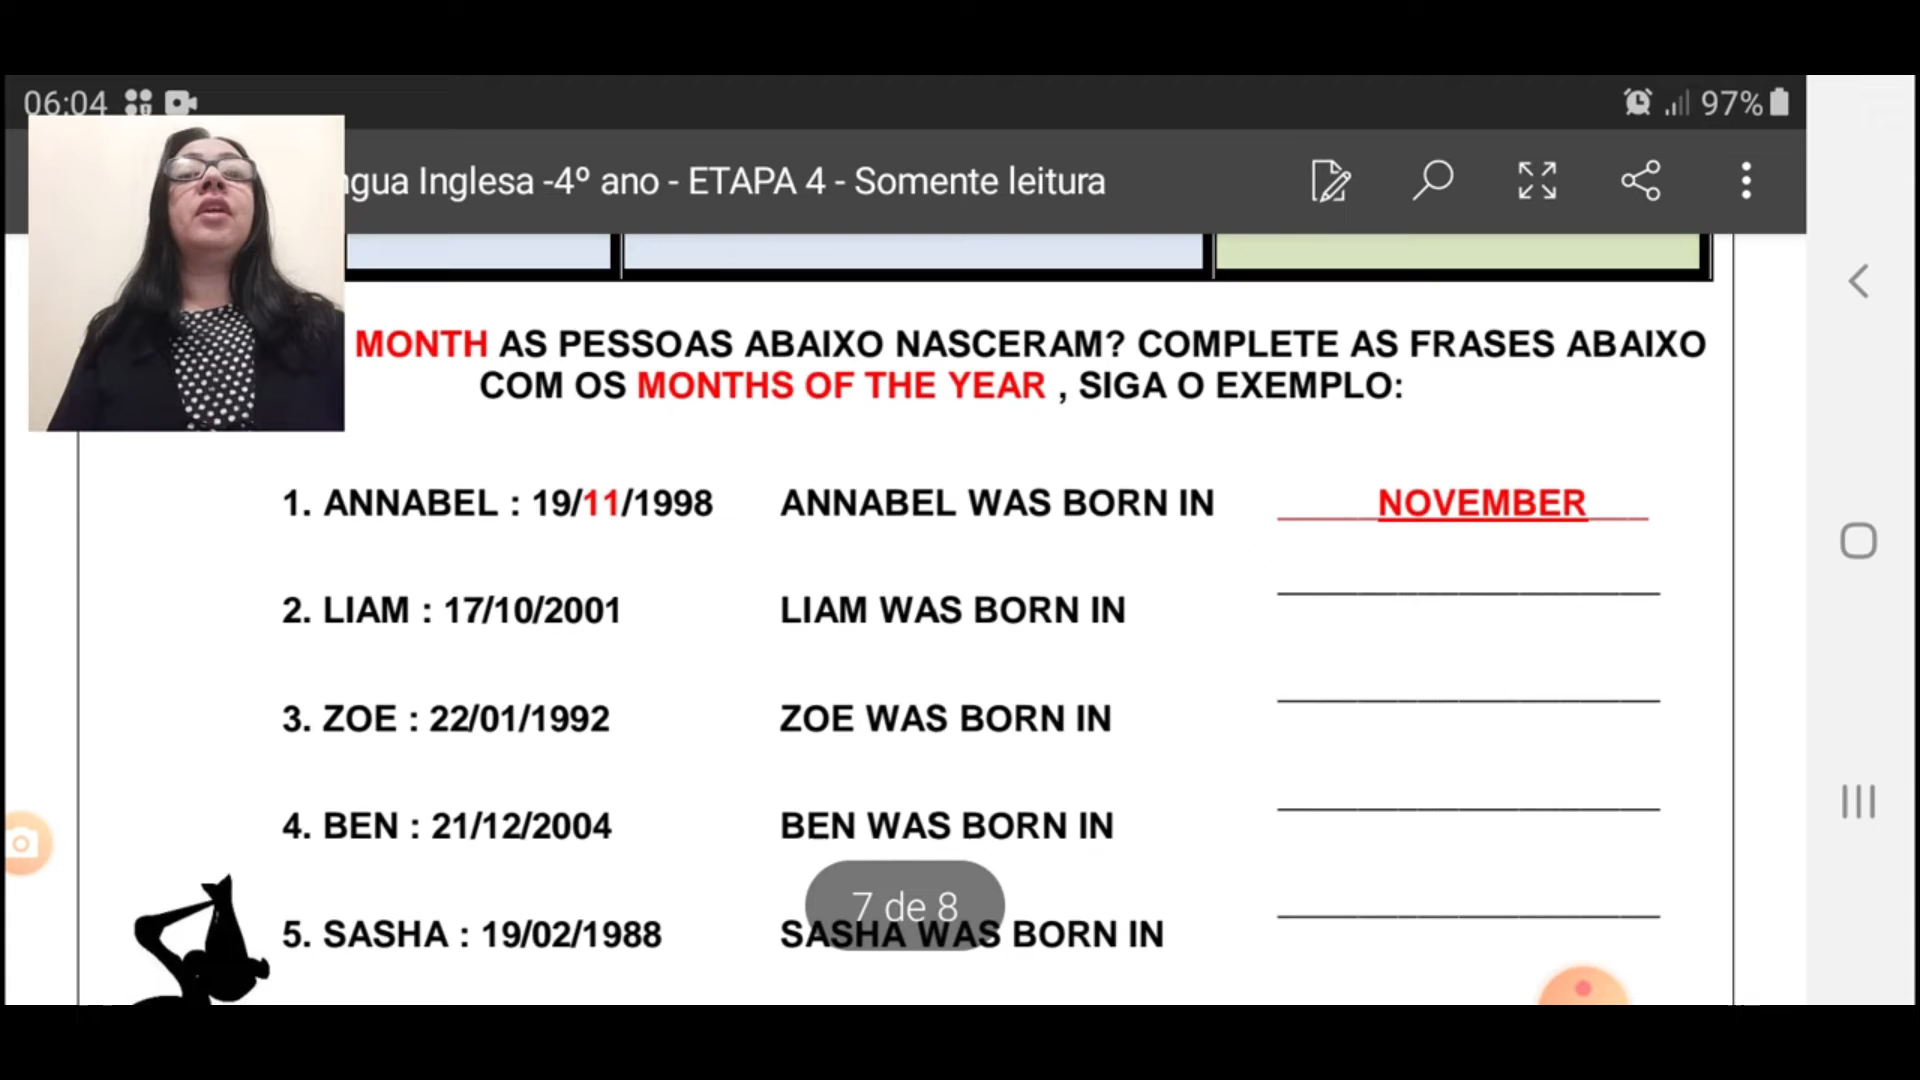 06:04
97%
ngua Inglesa -4º ano - ETAPA 4 - Somente leitura
MONTH AS PESSOAS ABAIXO NASCERAM? COMPLETE AS FRASES ABAIXO
COM OS MONTHS OF THE YEAR , SIGA O EXEMPLO:
1. ANNABEL : 19/11/1998 ANNABEL WAS BORN IN NOVEMBER
2. LIAM : 17/10/2001 LIAM WAS BORN IN
3. ZOE : 22/01/1992 ZOE WAS BORN IN
4. BEN : 21/12/2004 BEN WAS BORN IN
7 de 8
5. SASHA : 19/02/1988 SASHA WAS BORN IN